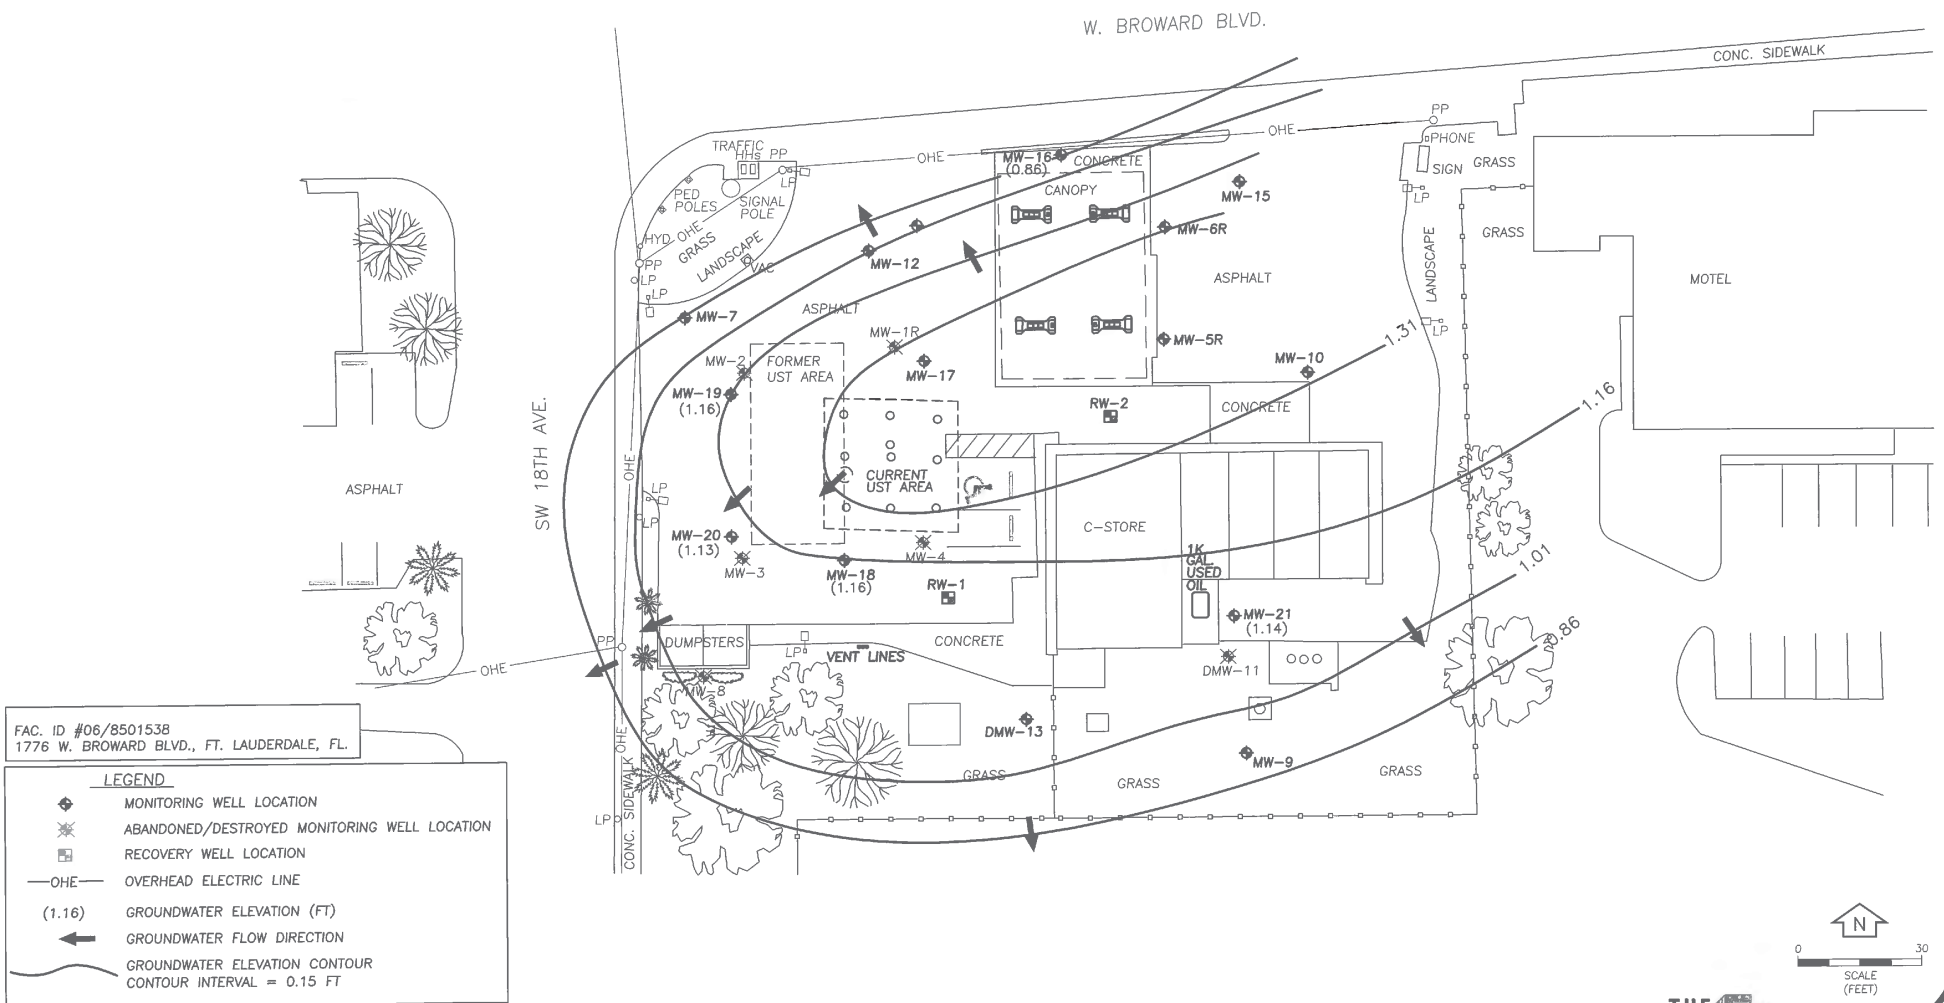 W. BROWARD BLVD.
CONC. SIDEWALK
PP
OHE
OHE
PHONE
TRAFFIC
HHs PP
LP
MW-16
(0.86)
CONCRETE
SIGN
GRASS
CANOPY
LP
MW-15
PED
POLES
SIGNAL
POLE
HYD
OHE
GRASS
LANDSCAPE
VAC
PP
LP
LP
MW-6R
GRASS
MW-12
ASPHALT
LANDSCAPE
MOTEL
MW-7
ASPHALT
MW-1R
1.31
LP
MW-5R
MW-2
FORMER
UST AREA
MW-17
MW-10
MW-19
(1.16)
RW-2
CONCRETE
1.16
SW 18TH AVE.
OHE
CURRENT
UST AREA
ASPHALT
LP
LP
C-STORE
MW-20
(1.13)
MW-3
MW-4
MW-18
(1.16)
RW-1
1K
GAL.
USED
OIL
1.01
MW-21
(1.14)
0.86
PP
DUMPSTERS
LP
VENT LINES
CONCRETE
OHE
DMW-11
MW-8
DMW-13
OHE
MW-9
GRASS
GRASS
GRASS
LP
CONC. SIDEWALK
FAC. ID #06/8501538
1776 W. BROWARD BLVD., FT. LAUDERDALE, FL.
LEGEND
MONITORING WELL LOCATION
ABANDONED/DESTROYED MONITORING WELL LOCATION
RECOVERY WELL LOCATION
OHE OVERHEAD ELECTRIC LINE
(1.16) GROUNDWATER ELEVATION (FT)
GROUNDWATER FLOW DIRECTION
GROUNDWATER ELEVATION CONTOUR
CONTOUR INTERVAL = 0.15 FT
N
0 30
SCALE
(FEET)